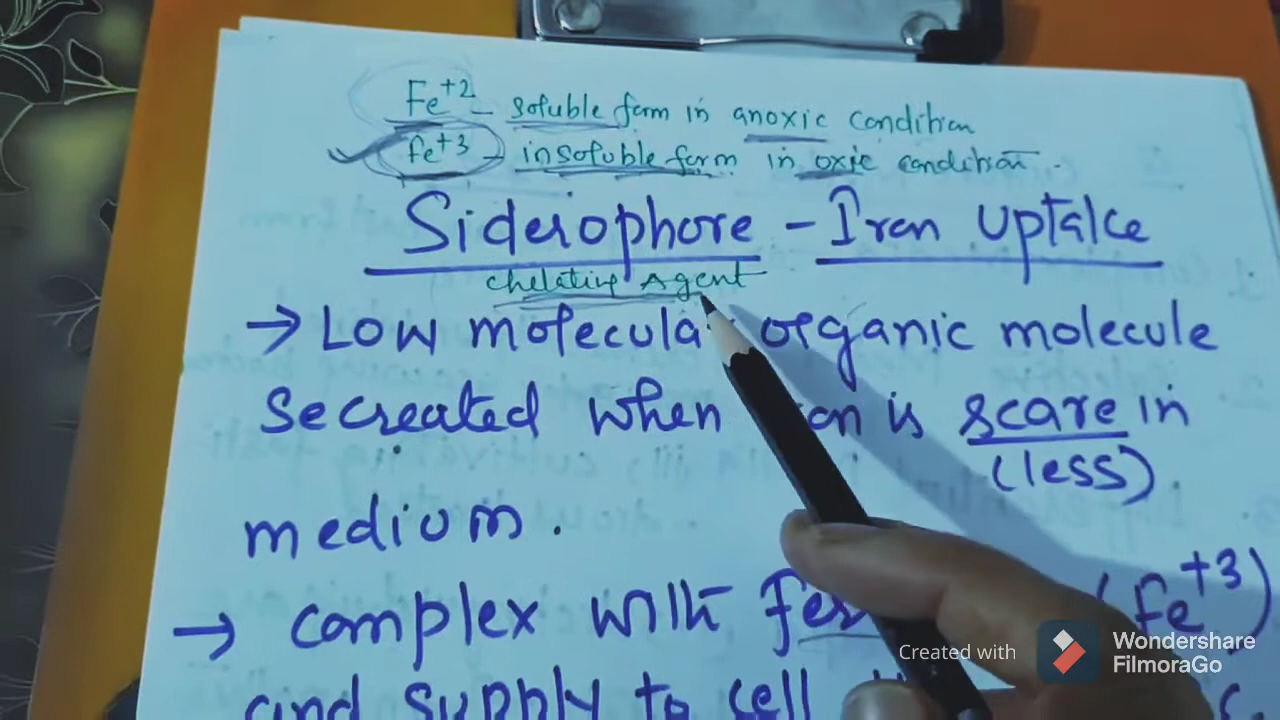 Fe+2 - soluble form in anoxic condition
Fe+3 - insoluble form in oxic condition.
Siderophore - Iron uptake
chelative Agent
→ Low molecular organic molecule
Secreated when is scare in
(less)
medium.
→ complex with (Fe+3)
and supply to cell
Created with Wondershare FilmoraGo